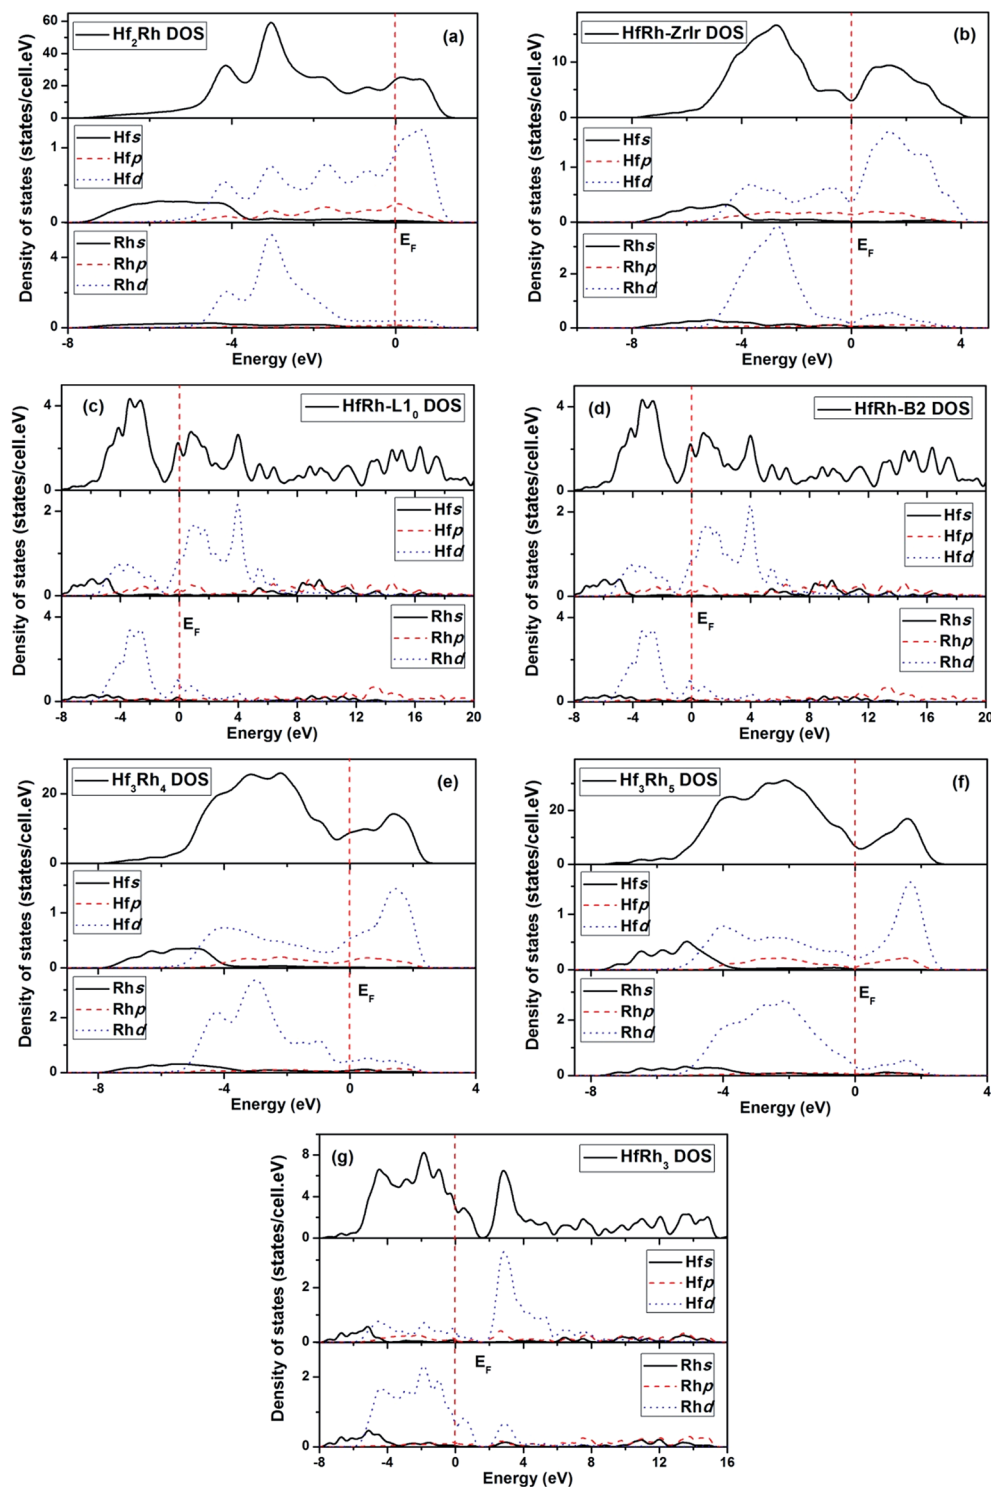 Density of states (states/cell.eV)
60
40
20
0
Hf2Rh DOS
(a)
1
0
Hfs
Hfp
Hfd
4
0
Rhs
Rhp
Rhd
EF
-8 -4 0
Energy (eV)
Density of states (states/cell.eV)
10
5
0
HfRh-ZrIr DOS
(b)
1
0
Hfs
Hfp
Hfd
2
0
Rhs
Rhp
Rhd
EF
-8 -4 0 4
Energy (eV)
Density of states (states/cell.eV)
4
2
0
(c)
HfRh-L10 DOS
2
0
Hfs
Hfp
Hfd
4
0
EF
Rhs
Rhp
Rhd
-8 -4 0 4 8 12 16 20
Energy (eV)
Density of states (states/cell.eV)
4
2
0
(d)
HfRh-B2 DOS
2
0
Hfs
Hfp
Hfd
4
0
EF
Rhs
Rhp
Rhd
-8 -4 0 4 8 12 16 20
Energy (eV)
Density of states (states/cell.eV)
20
0
Hf3Rh4 DOS
(e)
1
0
Hfs
Hfp
Hfd
2
0
Rhs
Rhp
Rhd
EF
-8 -4 0 4
Energy (eV)
Density of states (states/cell.eV)
20
0
Hf3Rh5 DOS
(f)
1
0
Hfs
Hfp
Hfd
2
0
Rhs
Rhp
Rhd
EF
-8 -4 0 4
Energy (eV)
Density of states (states/cell.eV)
8
4
0
(g)
HfRh3 DOS
2
0
Hfs
Hfp
Hfd
2
0
EF
Rhs
Rhp
Rhd
-8 -4 0 4 8 12 16
Energy (eV)